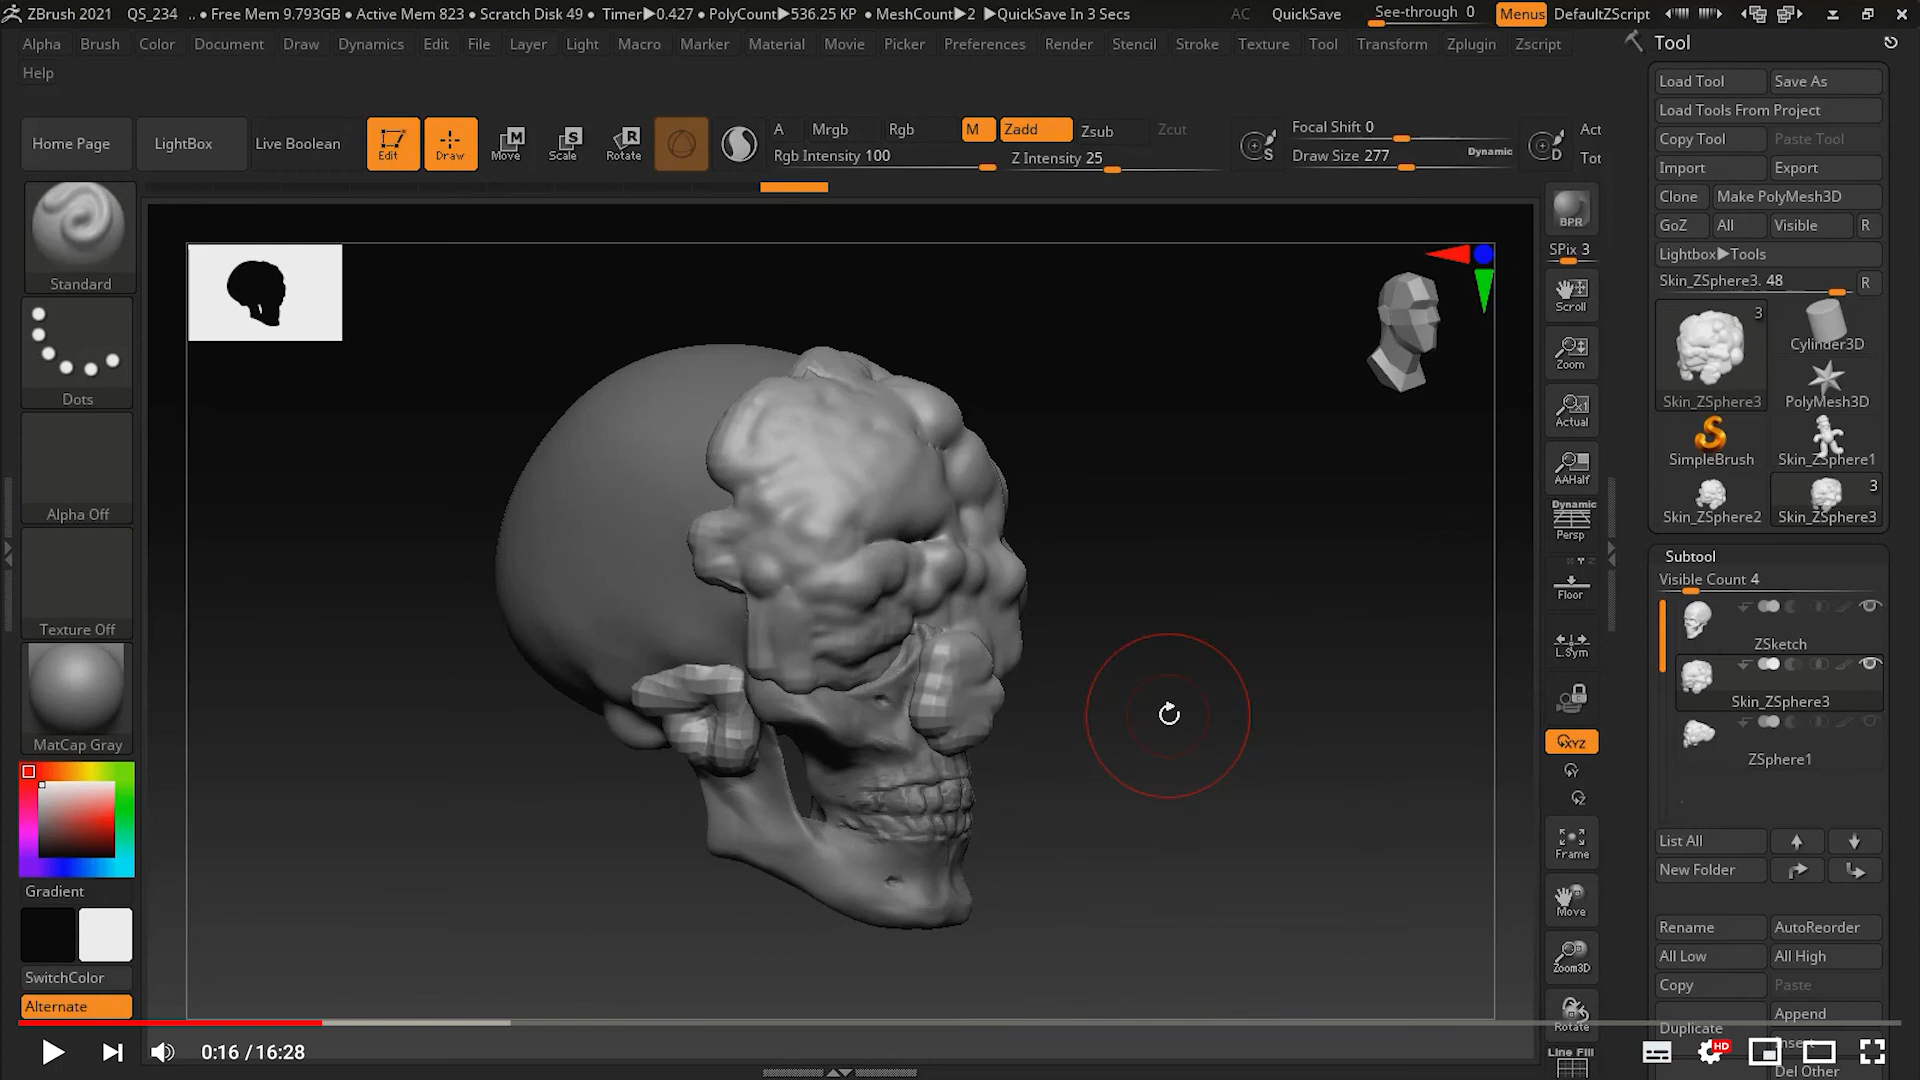 ZBrush 2021 QS_234 .. • Free Mem 9.793GB • Active Mem 823 • Scratch Disk 49 • Timer▶0.427 • PolyCount▶536.25 KP • MeshCount▶2 ▶QuickSave In 3 Secs AC QuickSave See-through 0 Menus DefaultZScript
Alpha Brush Color Document Draw Dynamics Edit File Layer Light Macro Marker Material Movie Picker Preferences Render Stencil Stroke Texture Tool Transform Zplugin Zscript
Help
Home Page LightBox Live Boolean Edit Draw Move Scale Rotate
M S R
A Mrgb Rgb M Zadd Zsub Zcut
Rgb Intensity 100 Z Intensity 25
S Focal Shift 0
Draw Size 277 Dynamic
D Act
Tot
Standard
Dots
Alpha Off
Texture Off
MatCap Gray
Gradient
SwitchColor
Alternate
BPR
SPix 3
Scroll
Zoom
Actual
AAHalf
Dynamic
Persp
Floor
L.Sym
XYZ
Y
Z
Frame
Move
Zoom3D
Rotate
Line Fill
Tool
Load Tool Save As
Load Tools From Project
Copy Tool Paste Tool
Import Export
Clone Make PolyMesh3D
GoZ All Visible R
Lightbox▶Tools
Skin_ZSphere3. 48 R
3
Skin_ZSphere3 Cylinder3D
PolyMesh3D
SimpleBrush Skin_ZSphere1
3
Skin_ZSphere2 Skin_ZSphere3
Subtool
Visible Count 4
ZSketch
Skin_ZSphere3
ZSphere1
List All
New Folder
Rename AutoReorder
All Low All High
Copy Paste
Append
Duplicate
Insert
Del Other
0:16 / 16:28
HD